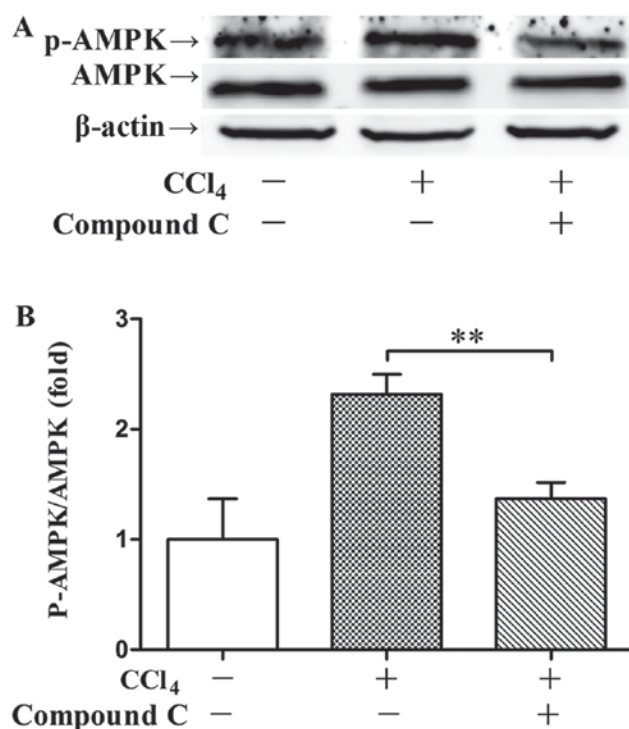 A
p-AMPK→
AMPK→
β-actin→
CCl₄ − + +
Compound C − − +
B
P-AMPK/AMPK (fold)
3
2
1
0
**
CCl₄ − + +
Compound C − − +